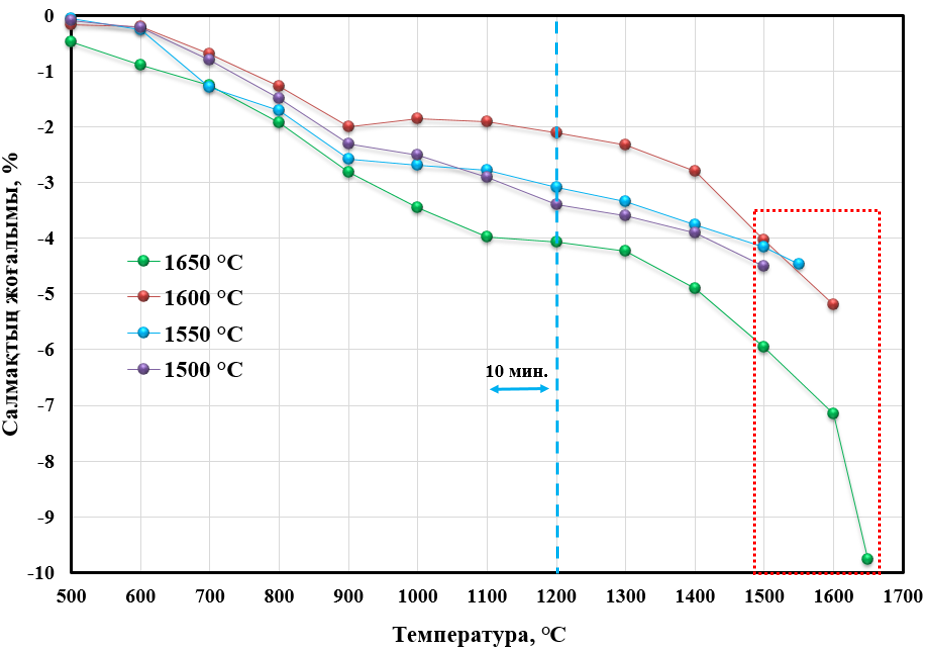 0
-1
-2
-3
-4
-5
-6
-7
-8
-9
-10
Салмақтың жоғалымы, %
1650 °C
1600 °C
1550 °C
1500 °C
10 мин.
500 600 700 800 900 1000 1100 1200 1300 1400 1500 1600 1700
Температура, °C